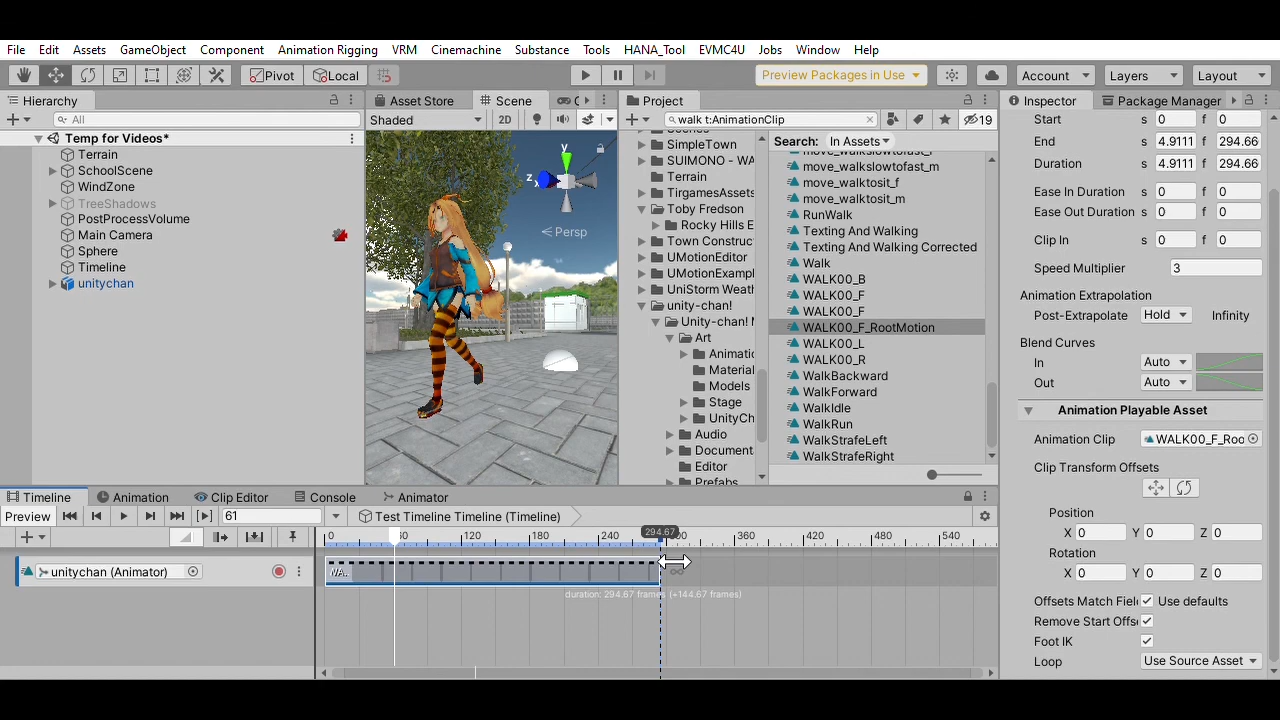 File Edit Assets GameObject Component Animation Rigging VRM Cinemachine Substance Tools HANA_Tool EVMC4U Jobs Window Help
Pivot Local Preview Packages in Use Account Layers Layout
Hierarchy
All
Temp for Videos*
Terrain
SchoolScene
WindZone
TreeShadows
PostProcessVolume
Main Camera
Sphere
Timeline
unitychan
Asset Store Scene
Shaded 2D
y
z x
Persp
Project
walk t:AnimationClip 19
Search: In Assets
SimpleTown
SUIMONO - WA
Terrain
TirgamesAssets
Toby Fredson
Rocky Hills E
Town Construc
UMotionEditor
UMotionExamp
UniStorm Weath
unity-chan!
Unity-chan! M
Art
Animatio
Material
Models
Stage
UnityCh
Audio
Document
Editor
Prefabs
move_walkslowtofast_f
move_walkslowtofast_m
move_walktosit_f
move_walktosit_m
RunWalk
Texting And Walking
Texting And Walking Corrected
Walk
WALK00_B
WALK00_F
WALK00_F
WALK00_F_RootMotion
WALK00_L
WALK00_R
WalkBackward
WalkForward
WalkIdle
WalkRun
WalkStrafeLeft
WalkStrafeRight
Inspector Package Manager
Start s 0 f 0
End s 4.9111 f 294.66
Duration s 4.9111 f 294.66
Ease In Duration s 0 f 0
Ease Out Duration s 0 f 0
Clip In s 0 f 0
Speed Multiplier 3
Animation Extrapolation
Post-Extrapolate Hold Infinity
Blend Curves
In Auto
Out Auto
Animation Playable Asset
Animation Clip WALK00_F_Roo
Clip Transform Offsets
Position
X 0 Y 0 Z 0
Rotation
X 0 Y 0 Z 0
Offsets Match Fiel Use defaults
Remove Start Offse
Foot IK
Loop Use Source Asset
Timeline Animation Clip Editor Console Animator
Preview 61 Test Timeline Timeline (Timeline)
294.67
0 120 180 240 300 360 420 480 540
unitychan (Animator)
WA..
duration: 294.67 frames (+144.67 frames)